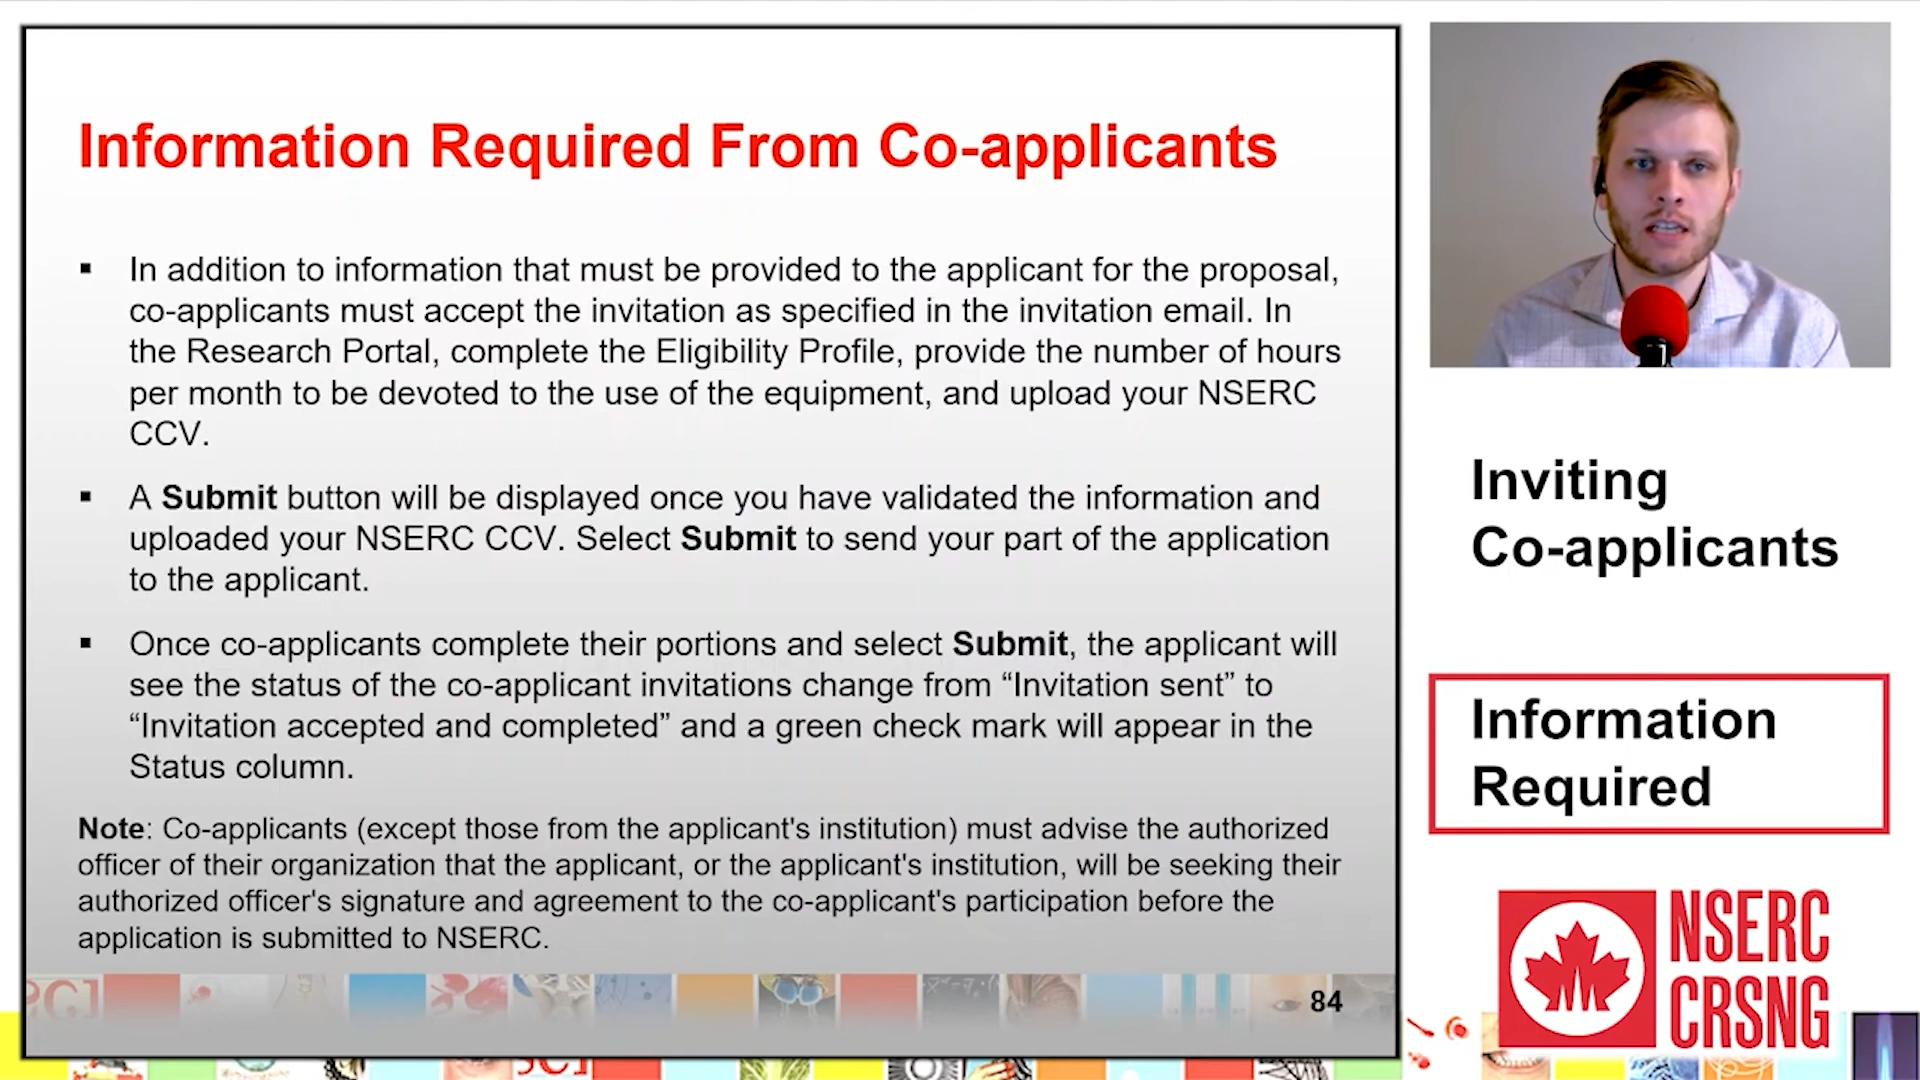 Information Required From Co-applicants
▪ In addition to information that must be provided to the applicant for the proposal,
co-applicants must accept the invitation as specified in the invitation email. In
the Research Portal, complete the Eligibility Profile, provide the number of hours
per month to be devoted to the use of the equipment, and upload your NSERC
CCV.
▪ A Submit button will be displayed once you have validated the information and
uploaded your NSERC CCV. Select Submit to send your part of the application
to the applicant.
▪ Once co-applicants complete their portions and select Submit, the applicant will
see the status of the co-applicant invitations change from “Invitation sent” to
“Invitation accepted and completed” and a green check mark will appear in the
Status column.
Note: Co-applicants (except those from the applicant's institution) must advise the authorized
officer of their organization that the applicant, or the applicant's institution, will be seeking their
authorized officer's signature and agreement to the co-applicant's participation before the
application is submitted to NSERC.
84
Inviting
Co-applicants
Information
Required
NSERC
CRSNG